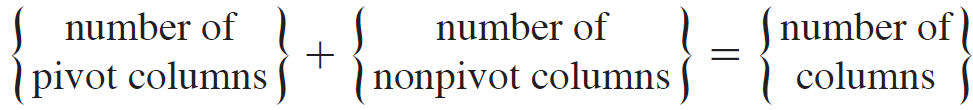 { number of pivot columns } + { number of nonpivot columns } = { number of columns }